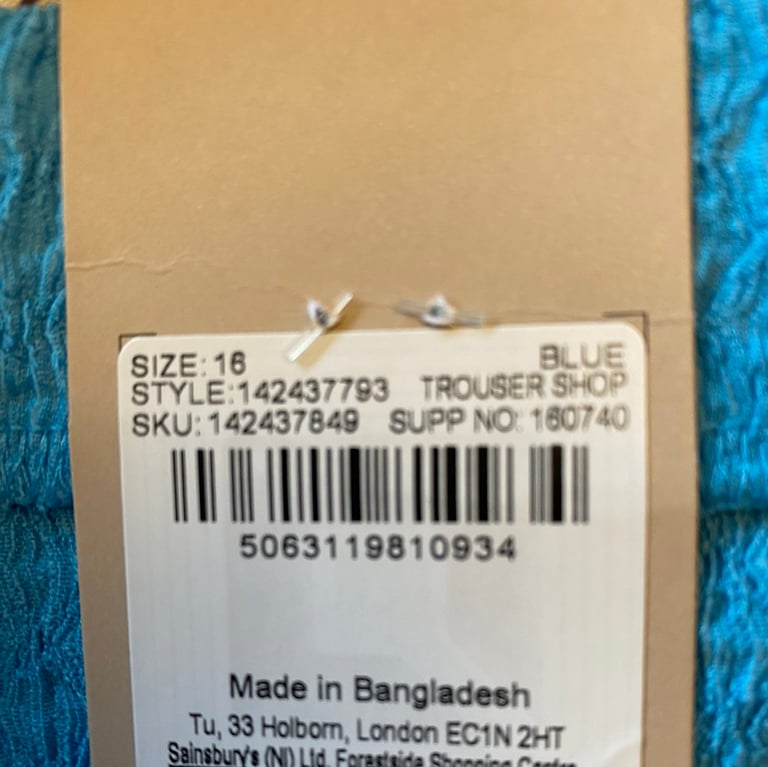 SIZE: 16 BLUE
STYLE:142437793 TROUSER SHOP
SKU: 142437849 SUPP NO: 160740
5063119810934
Made in Bangladesh
Tu, 33 Holborn, London EC1N 2HT
Sainsbury's (NI) Ltd, Forestside Shopping Centre